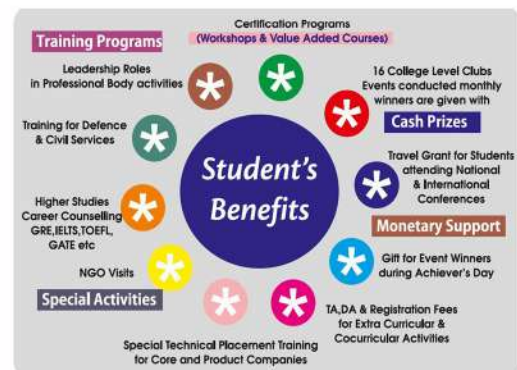 Certification Programs
(Workshops & Value Added Courses)
Training Programs
Leadership Roles
in Professional Body activities
Training for Defence
& Civil Services
Higher Studies
Career Counselling
GRE,IELTS,TOEFL,
GATE etc
NGO Visits
Special Activities
Special Technical Placement Training
for Core and Product Companies
Student's
Benefits
16 College Level Clubs
Events conducted monthly
winners are given with
Cash Prizes
Travel Grant for Students
attending National
& International
Conferences
Monetary Support
Gift for Event Winners
during Achiever's Day
TA,DA & Registration Fees
for Extra Curricular &
Cocurricular Activities